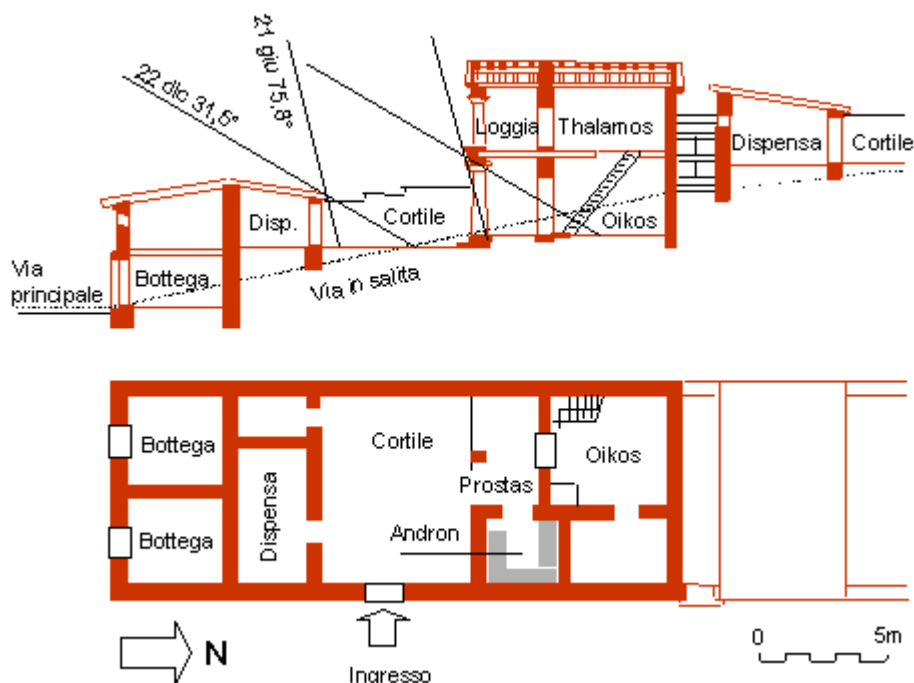 21 giu 75,8°
22 dic 31,6°
Loggia
Thalamos
Dispensa
Cortile
Disp.
Cortile
Oikos
Via
principale
Bottega
Via in salita
Bottega
Cortile
Oikos
Prostas
Dispensa
Bottega
Andron
N
Ingresso
0
5m